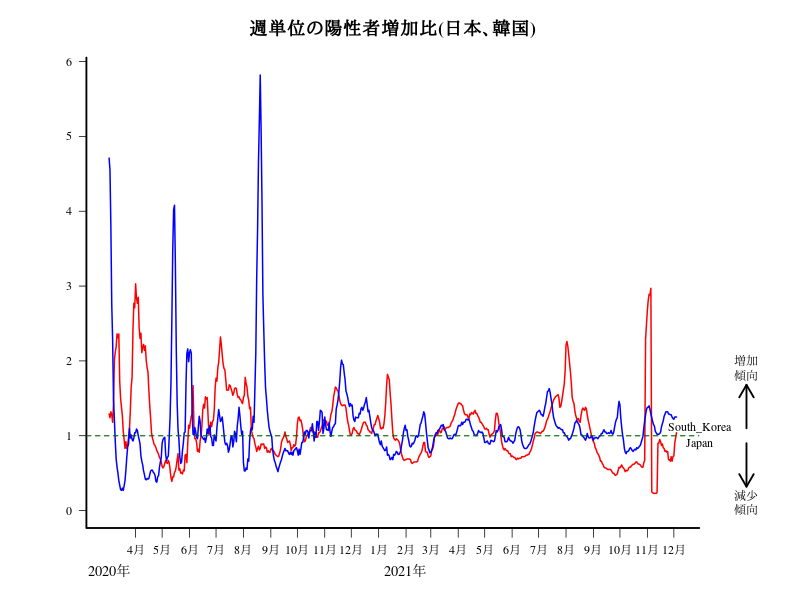 週単位の陽性者増加比(日本､韓国)
6
5
4
3
2
1
0
増加
傾向
South_Korea
Japan
減少
傾向
4月 5月 6月 7月 8月 9月 10月 11月 12月 1月 2月 3月 4月 5月 6月 7月 8月 9月 10月 11月 12月
2020年 2021年